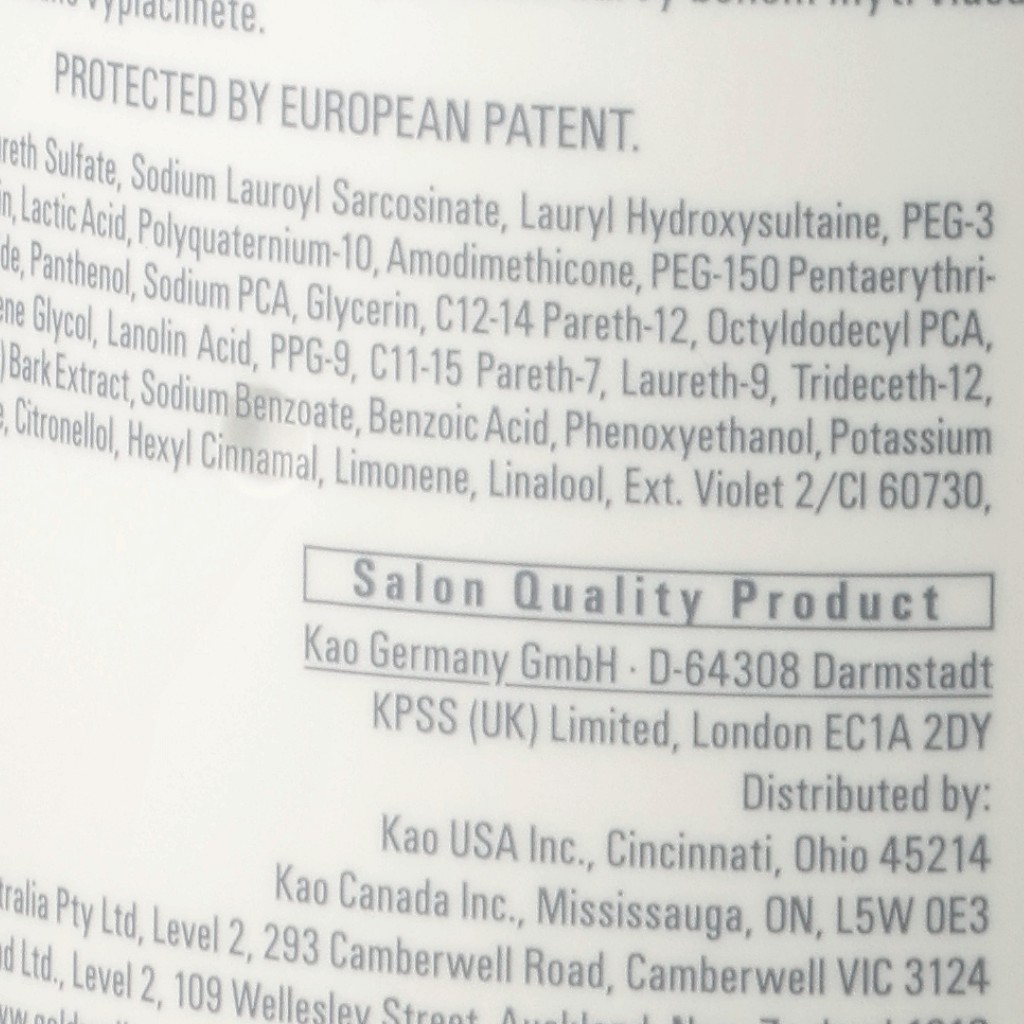 vyplachnete.
PROTECTED BY EUROPEAN PATENT.
Sulfate, Sodium Lauroyl Sarcosinate, Lauryl Hydroxysultaine, PEG-3
Lactic Acid, Polyquaternium-10, Amodimethicone, PEG-150 Pentaerythri-
Panthenol, Sodium PCA, Glycerin, C12-14 Pareth-12, Octyldodecyl PCA,
Glycol, Lanolin Acid, PPG-9, C11-15 Pareth-7, Laureth-9, Trideceth-12,
) Bark Extract, Sodium Benzoate, Benzoic Acid, Phenoxyethanol, Potassium
Citronellol, Hexyl Cinnamal, Limonene, Linalool, Ext. Violet 2/CI 60730,
Salon Quality Product
Kao Germany GmbH · D-64308 Darmstadt
KPSS (UK) Limited, London EC1A 2DY
Distributed by:
Kao USA Inc., Cincinnati, Ohio 45214
Kao Canada Inc., Mississauga, ON, L5W 0E3
tralia Pty Ltd, Level 2, 293 Camberwell Road, Camberwell VIC 3124
Ltd., Level 2, 109 Wellesley Street,